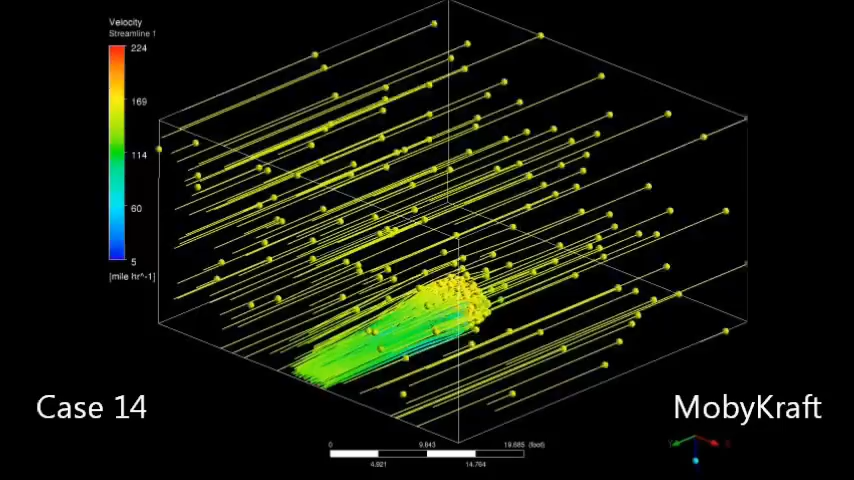 Velocity
Streamline 1
224
169
114
60
5
[mile hr^-1]
Case 14
MobyKraft
0 9.843 19.685 (foot)
4.921 14.764